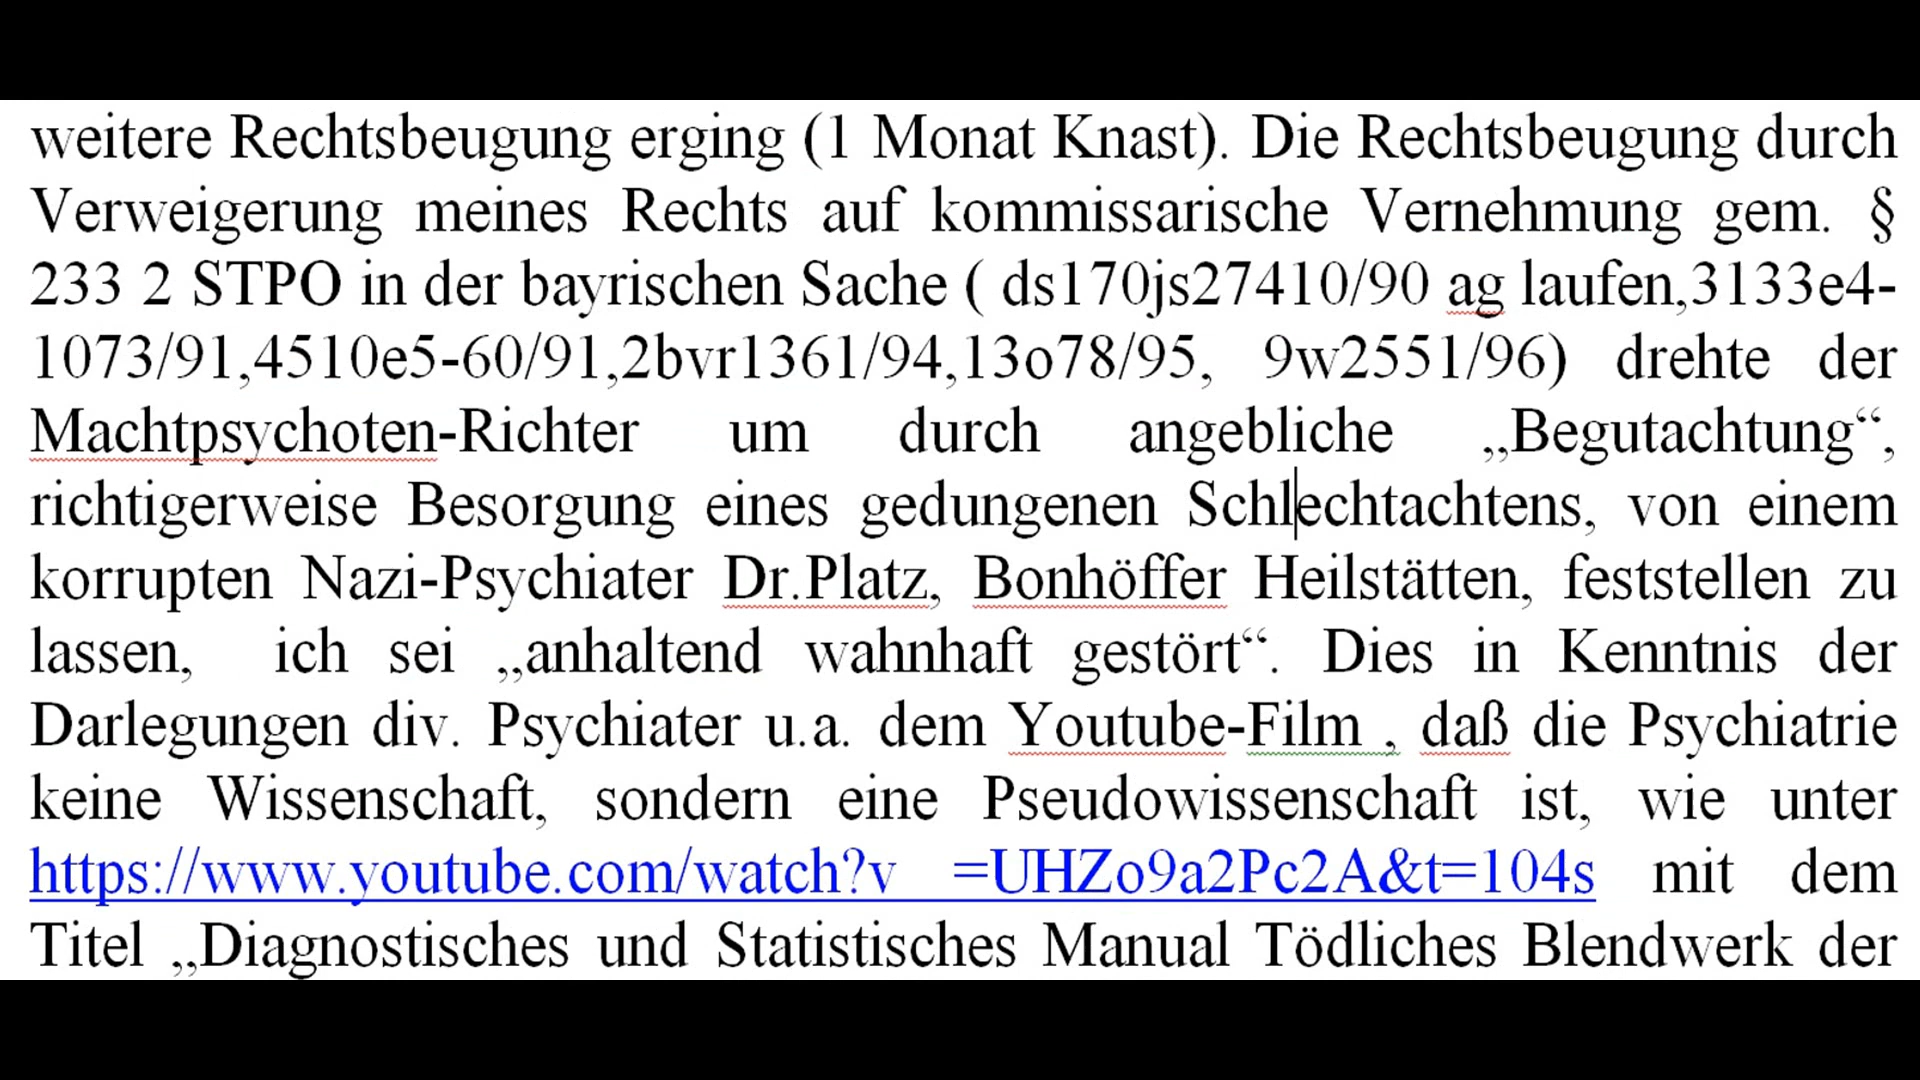 weitere Rechtsbeugung erging (1 Monat Knast). Die Rechtsbeugung durch
Verweigerung meines Rechts auf kommissarische Vernehmung gem. §
233 2 STPO in der bayrischen Sache ( ds170js27410/90 ag laufen,3133e4-
1073/91,4510e5-60/91,2bvr1361/94,13o78/95, 9w2551/96) drehte der
Machtpsychoten-Richter um durch angebliche „Begutachtung“,
richtigerweise Besorgung eines gedungenen Schlechtachtens, von einem
korrupten Nazi-Psychiater Dr.Platz, Bonhöffer Heilstätten, feststellen zu
lassen, ich sei „anhaltend wahnhaft gestört“. Dies in Kenntnis der
Darlegungen div. Psychiater u.a. dem Youtube-Film , daß die Psychiatrie
keine Wissenschaft, sondern eine Pseudowissenschaft ist, wie unter
https://www.youtube.com/watch?v =UHZo9a2Pc2A&t=104s mit dem
Titel „Diagnostisches und Statistisches Manual Tödliches Blendwerk der